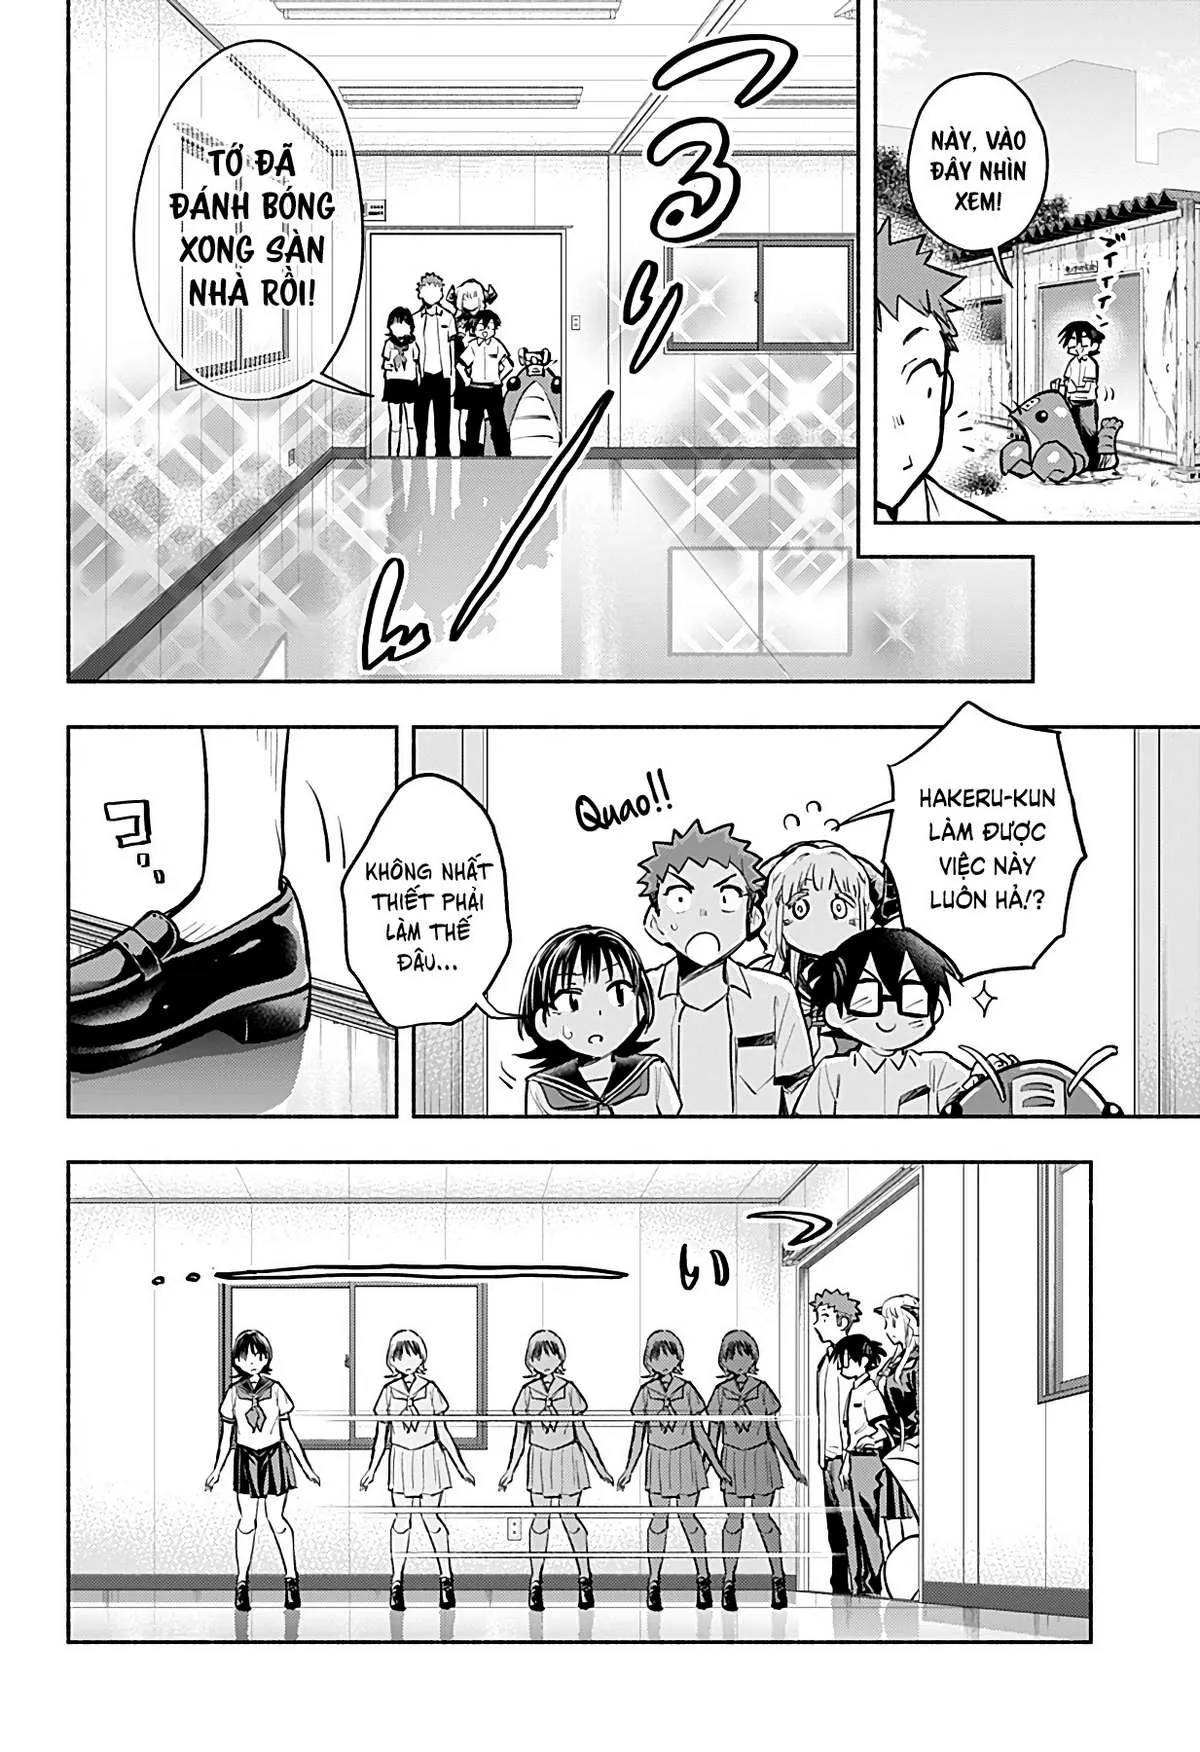 NÀY, VÀO
ĐÂY NHÌN
XEM!
TỚ ĐÃ
ĐÁNH BÓNG
XONG SÀN
NHÀ RỒI!
HAKERU-KUN
LÀM ĐƯỢC
VIỆC NÀY
LUÔN HẢ!?
Quao!!
KHÔNG NHẤT
THIẾT PHẢI
LÀM THẾ
ĐÂU...
コ..